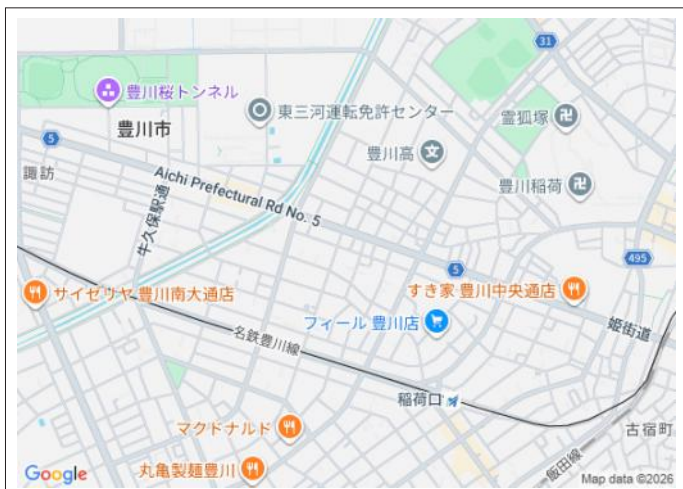 31
豊川桜トンネル
東三河運転免許センター
霊狐塚
豊川市
5
豊川高
諏訪
Aichi Prefectural Rd No. 5
豊川稲荷
牛久保駅通
5
495
サイゼリヤ 豊川南大通店
すき家 豊川中央通店
フィール 豊川店
姫街道
名鉄豊川線
稲荷口
マクドナルド
古宿町
丸亀製麺豊川
飯田線
Google
Map data ©2026